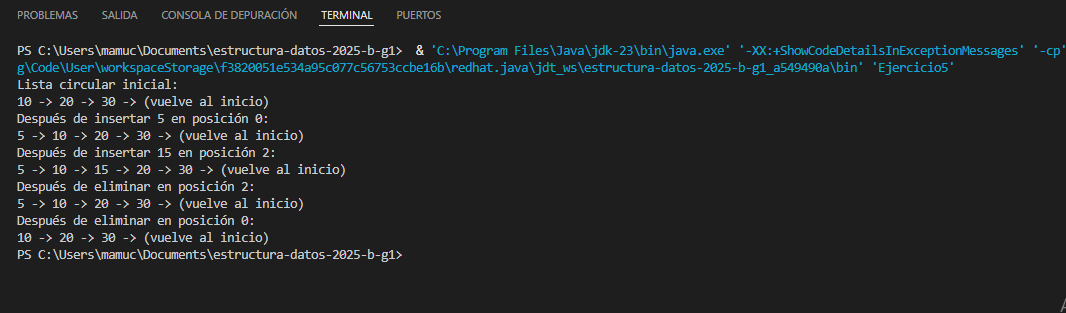 PROBLEMAS SALIDA CONSOLA DE DEPURACIÓN TERMINAL PUERTOS
PS C:\Users\mamuc\Documents\estructura-datos-2025-b-g1>  & 'C:\Program Files\Java\jdk-23\bin\java.exe' '-XX:+ShowCodeDetailsInExceptionMessages' '-cp'
g\Code\User\workspaceStorage\f3820051e534a95c077c56753ccbe16b\redhat.java\jdt_ws\estructura-datos-2025-b-g1_a549490a\bin' 'Ejercicio5'
Lista circular inicial:
10 -> 20 -> 30 -> (vuelve al inicio)
Después de insertar 5 en posición 0:
5 -> 10 -> 20 -> 30 -> (vuelve al inicio)
Después de insertar 15 en posición 2:
5 -> 10 -> 15 -> 20 -> 30 -> (vuelve al inicio)
Después de eliminar en posición 2:
5 -> 10 -> 20 -> 30 -> (vuelve al inicio)
Después de eliminar en posición 0:
10 -> 20 -> 30 -> (vuelve al inicio)
PS C:\Users\mamuc\Documents\estructura-datos-2025-b-g1>